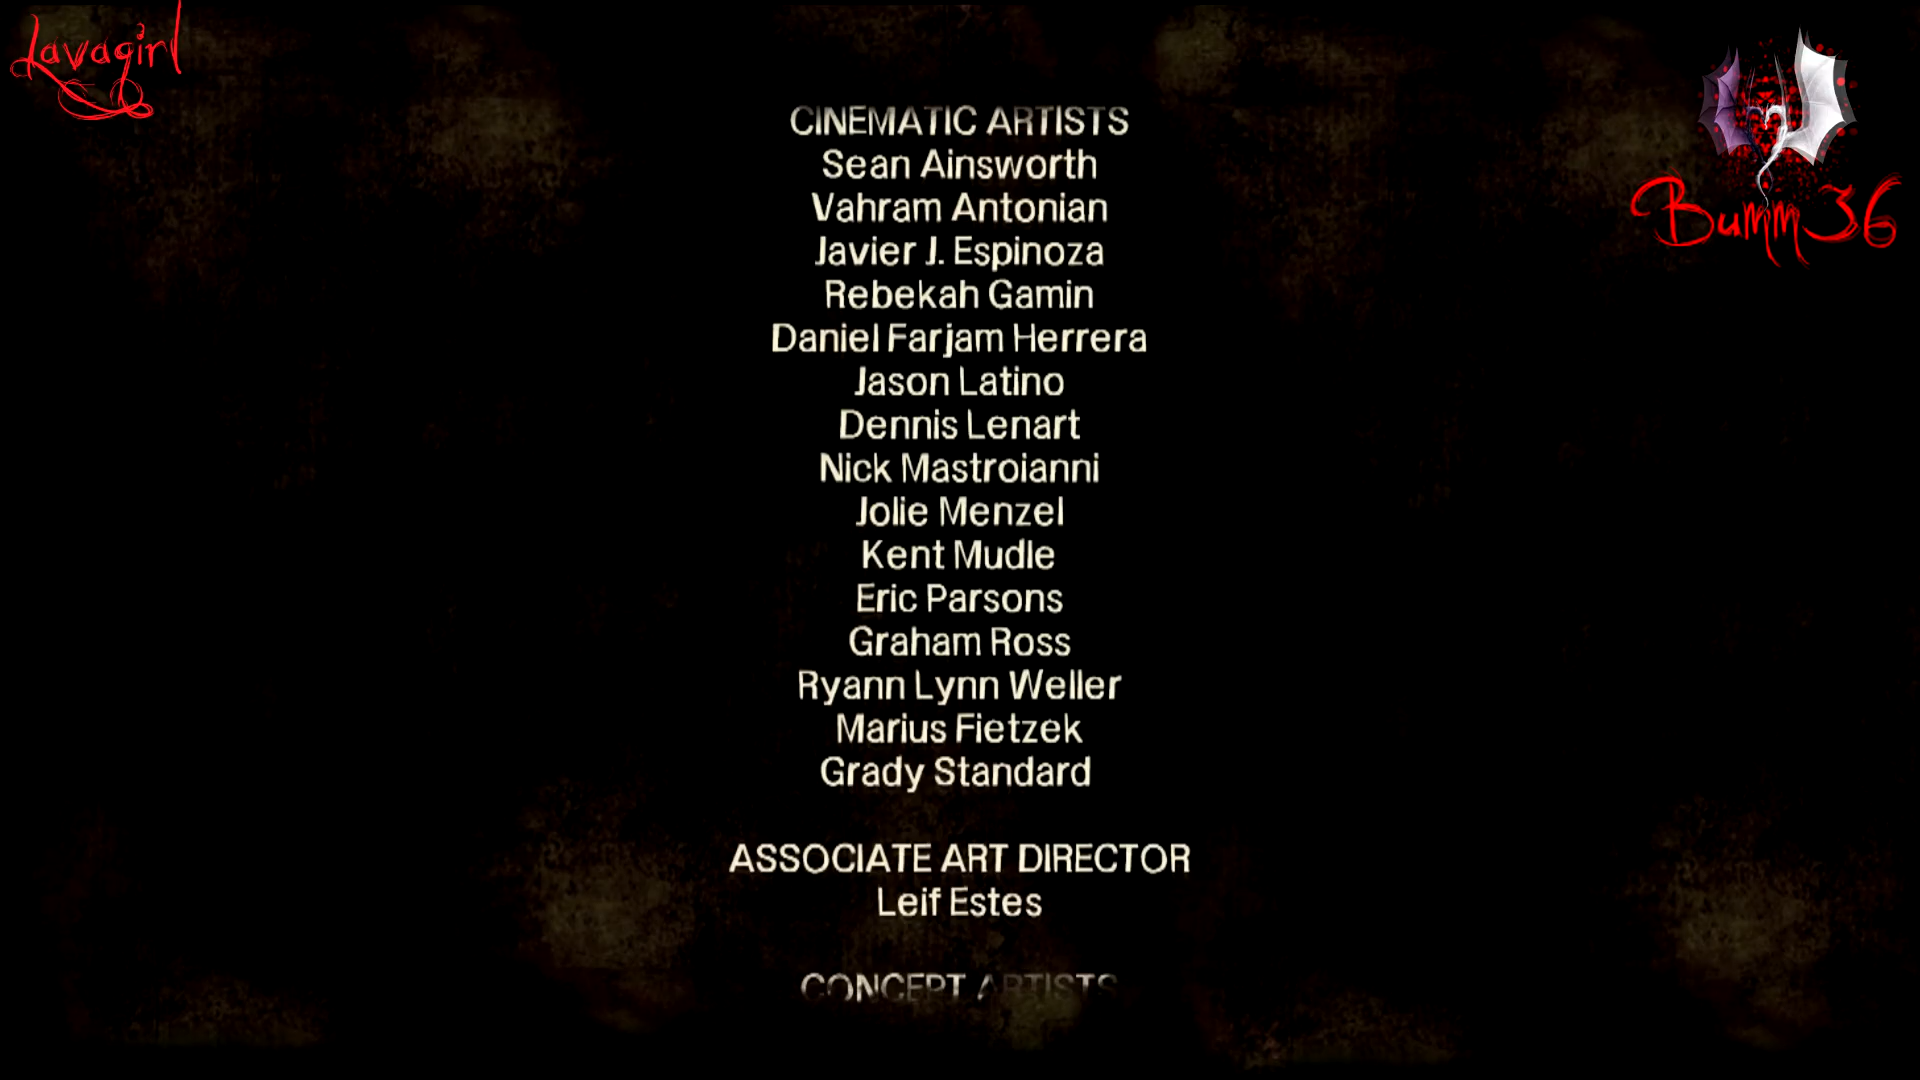 Lavagirl
Bumm36
CINEMATIC ARTISTS
Sean Ainsworth
Vahram Antonian
Javier J. Espinoza
Rebekah Gamin
Daniel Farjam Herrera
Jason Latino
Dennis Lenart
Nick Mastroianni
Jolie Menzel
Kent Mudle
Eric Parsons
Graham Ross
Ryann Lynn Weller
Marius Fietzek
Grady Standard
ASSOCIATE ART DIRECTOR
Leif Estes
CONCEPT ARTISTS